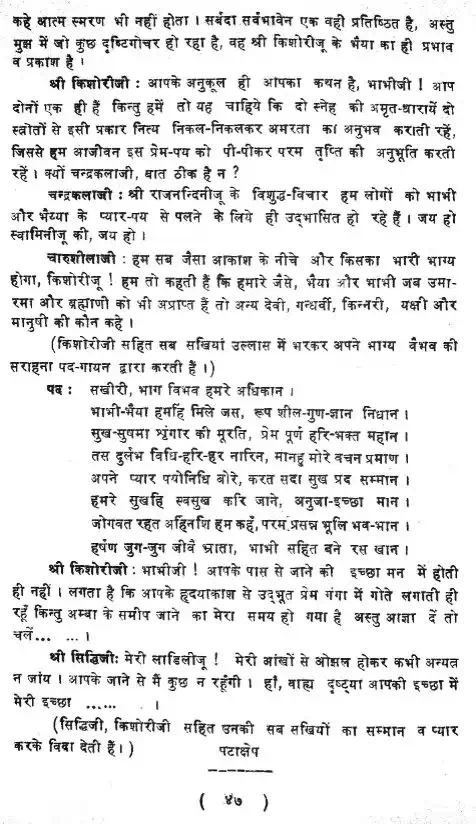 कहे आत्म स्मरण भी नहीं होता । सर्बदा सर्वभावेन एक वही प्रतिष्ठित है, अस्तु
मुझ में जो कुछ दृष्टिगोचर हो रहा है, वह श्री किशोरीजू के भैया का ही प्रभाव
व प्रकाश है ।
श्री किशोरीजी : आपके अनुकूल ही आपका कथन है, भाभीजी ! आप
दोनों एक ही हैं किन्तु हमें तो यह चाहिये कि दो स्नेह की अमृत-धारायें दो
स्त्रोतों से इसी प्रकार नित्य निकल-निकलकर अमरता का अनुभव कराती रहें,
जिससे हम आजीवन इस प्रेम-पय को पी-पीकर परम तृप्ति की अनुभूति करती
रहें । क्यों चन्द्रकलाजी, बात ठीक है न ?
चन्द्रकलाजी : श्री राजनन्दिनीजू के विशुद्ध-विचार हम लोगों को भाभी
और भैय्या के प्यार-पय से पलने के लिये ही उद्भासित हो रहे हैं । जय हो
स्वामिनीजू की, जय हो ।
चारुशीलाजी : हम सब जैसा आकाश के नीचे और किसका भारी भाग्य
होगा, किशोरीजू ! हम तो कहती हैं कि हमारे जैसे, भैया और भाभी जब उमा-
रमा और ब्रह्माणी को भी अप्राप्त हैं तो अन्य देवी, गन्धर्वी, किन्नरी, यक्षी और
मानुषी की कौन कहे ।
(किशोरीजी सहित सब सखियां उल्लास में भरकर अपने भाग्य वैभव की
सराहना पद-गायन द्वारा करती हैं ।)
पद : सखीरी, भाग विभव हमरे अधिकान ।
भाभी-भैया हमहिं मिले जस, रूप शील-गुण-ज्ञान निधान ।
सुख-सुषमा श्रृंगार की मूरति, प्रेम पूर्ण हरि-भक्त महान ।
तस दुर्लभ विधि-हरि-हर नारिन, मानहु मोरे वचन प्रमाण ।
अपने प्यार पयोनिधि बोरे, करत सदा सुख प्रद सम्मान ।
हमरे सुखहि स्वसुख करि जाने, अनुजा-इच्छा मान ।
जोगवत रहत अहिनशि हम कहँ, परम प्रसन्न भूलि भव-भान ।
हर्षण जुग-जुग जीवैं भ्राता, भाभी सहित बने रस खान ।
श्री किशोरीजी : भाभीजी ! आपके पास से जाने की इच्छा मन में होती
ही नहीं । लगता है कि आपके हृदयाकाश से उद्भूत प्रेम गंगा में गोते लगाती ही
रहूँ किन्तु अम्बा के समीप जाने का मेरा समय हो गया है अस्तु आज्ञा दें तो
चलें... ... ।
श्री सिद्धिजी: मेरी लाडिलीजू ! मेरी आंखों से ओझल होकर कभी अन्यत्र
न जांय । आपके जाने से मैं कुछ न रहूँगी । हाँ, वाह्य दृष्ट्या आपकी इच्छा में
मेरी इच्छा ...... ... ।
(सिद्धिजी, किशोरीजी सहित उनकी सब सखियों का सम्मान व प्यार
करके विदा देती हैं । ) पटाक्षेप
( ४७ )